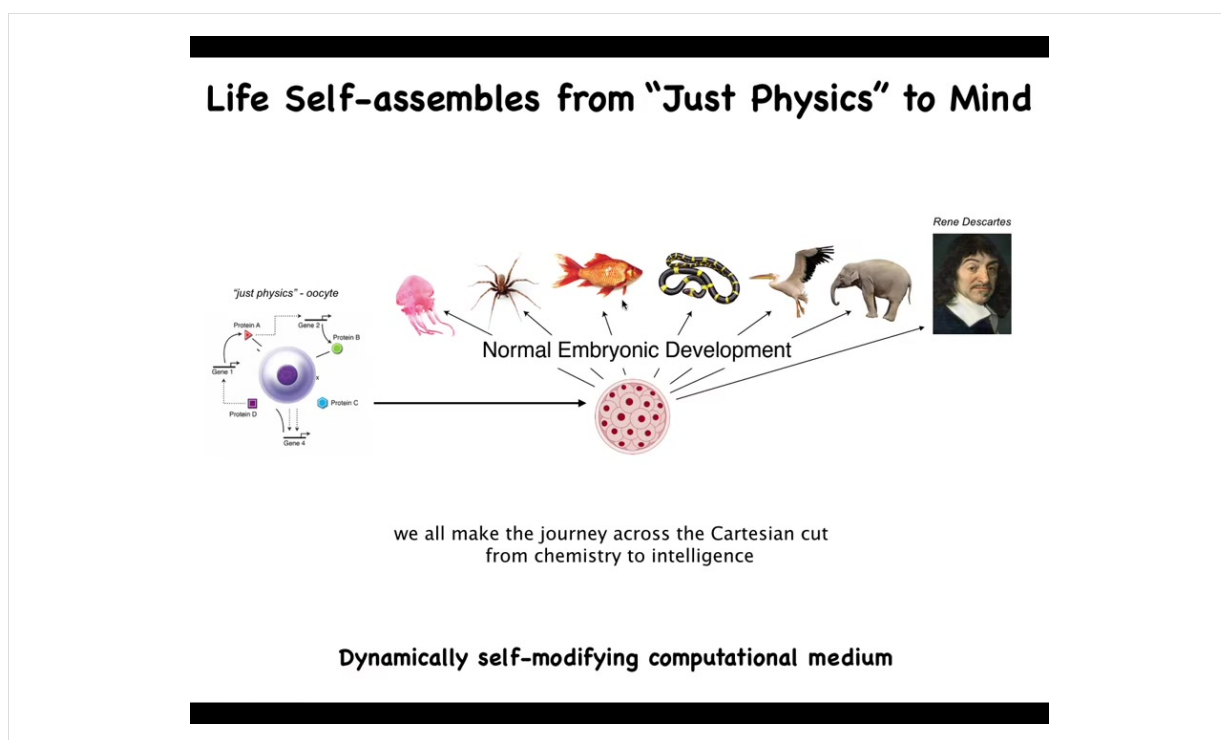 Life Self-assembles from “Just Physics” to Mind
Rene Descartes
“just physics” - oocyte
Protein A
Gene 2
Protein B
Gene 1
x
Protein D
Protein C
Gene 4
Normal Embryonic Development
we all make the journey across the Cartesian cut
from chemistry to intelligence
Dynamically self-modifying computational medium